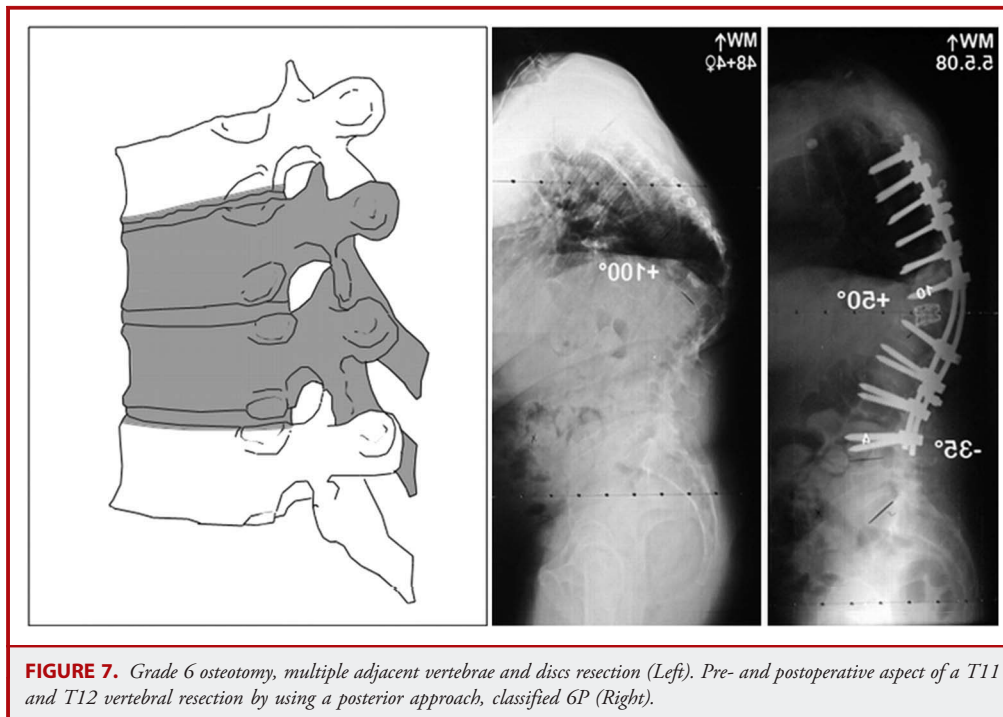 ↑WM
48+4♀
+100°
↑WM
5.5.08
+50°
10
4
-35°
FIGURE 7. Grade 6 osteotomy, multiple adjacent vertebrae and discs resection (Left). Pre- and postoperative aspect of a T11
and T12 vertebral resection by using a posterior approach, classified 6P (Right).